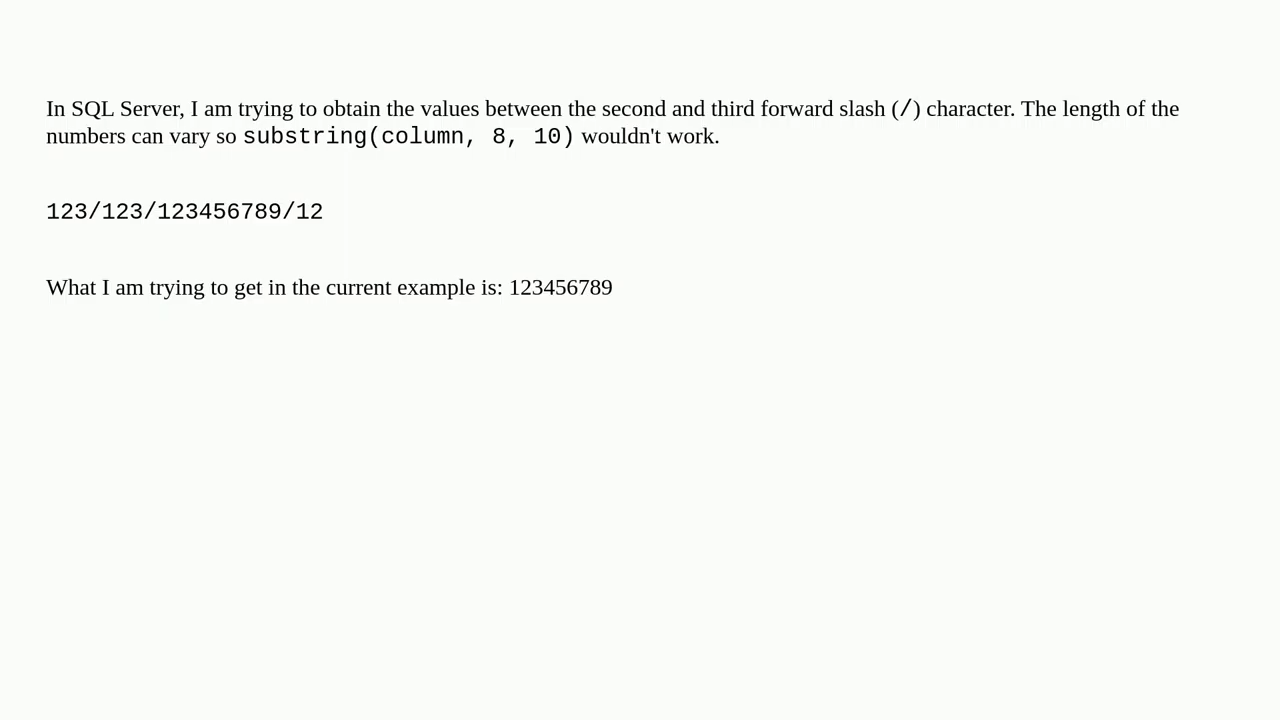 In SQL Server, I am trying to obtain the values between the second and third forward slash (/) character. The length of the
numbers can vary so substring(column, 8, 10) wouldn't work.
123/123/123456789/12
What I am trying to get in the current example is: 123456789